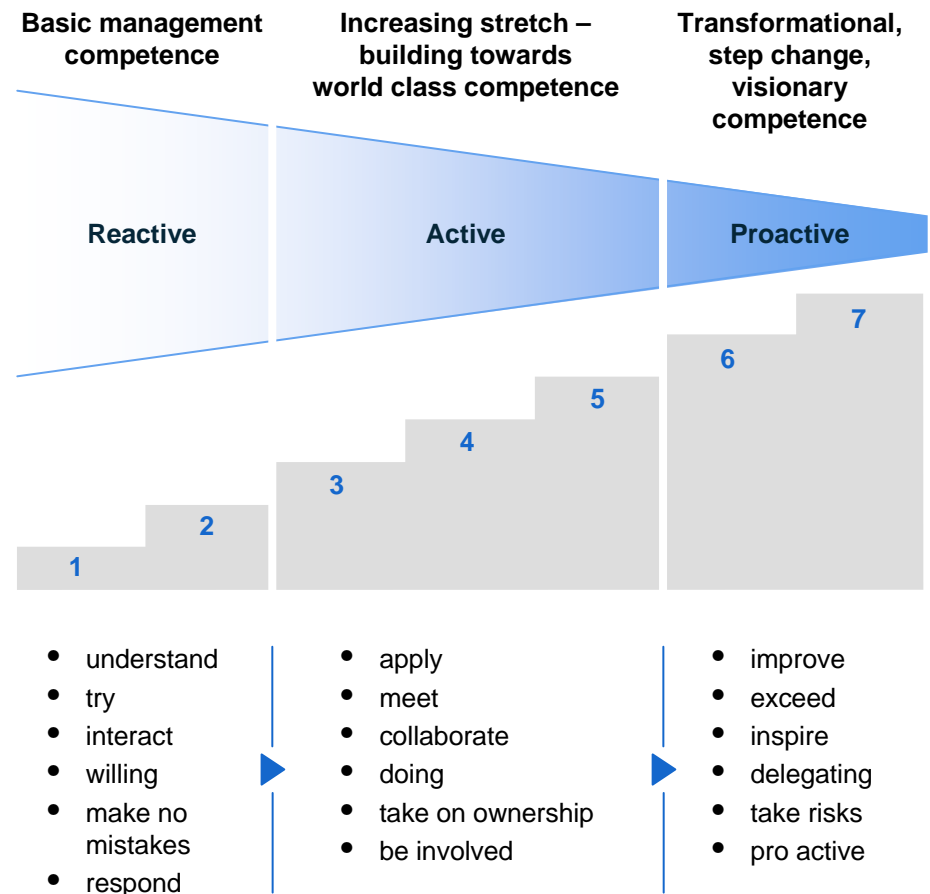 Basic management
competence
Increasing stretch –
building towards
world class competence
Transformational,
step change,
visionary
competence
Reactive
Active
Proactive
1
2
3
4
5
6
7
• understand
• try
• interact
• willing
• make no
mistakes
• respond
• apply
• meet
• collaborate
• doing
• take on ownership
• be involved
• improve
• exceed
• inspire
• delegating
• take risks
• pro active